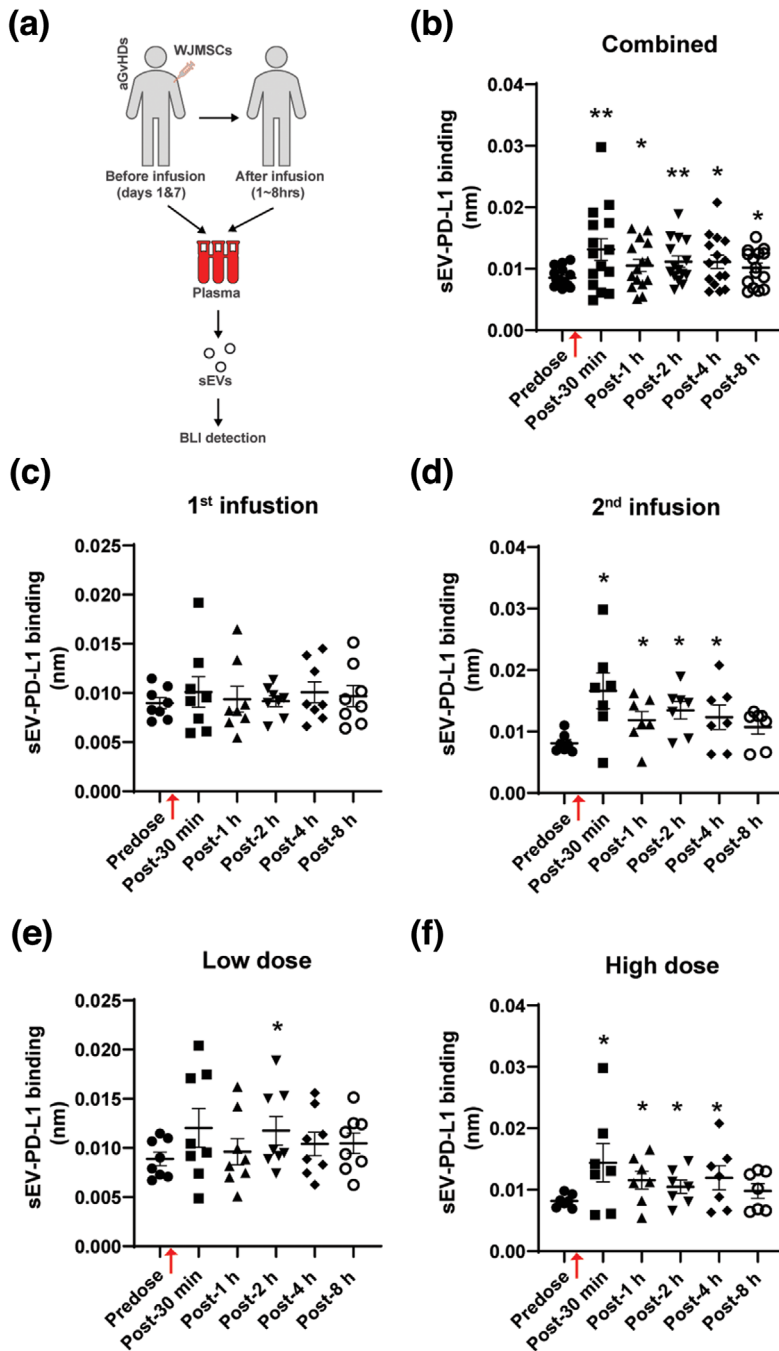 (a)
aGvHDs
WJMSCs
Before infusion
(days 1&7)
After infusion
(1~8hrs)
Plasma
sEVs
BLI detection
(b)
Combined
sEV-PD-L1 binding
(nm)
0.04
0.03
0.02
0.01
0.00
**
*
**
*
*
Predose
Post-30 min
Post-1 h
Post-2 h
Post-4 h
Post-8 h
(c)
1st infustion
sEV-PD-L1 binding
(nm)
0.025
0.020
0.015
0.010
0.005
0.000
Predose
Post-30 min
Post-1 h
Post-2 h
Post-4 h
Post-8 h
(d)
2nd infusion
sEV-PD-L1 binding
(nm)
0.04
0.03
0.02
0.01
0.00
*
*
*
*
Predose
Post-30 min
Post-1 h
Post-2 h
Post-4 h
Post-8 h
(e)
Low dose
sEV-PD-L1 binding
(nm)
0.025
0.020
0.015
0.010
0.005
0.000
*
Predose
Post-30 min
Post-1 h
Post-2 h
Post-4 h
Post-8 h
(f)
High dose
sEV-PD-L1 binding
(nm)
0.04
0.03
0.02
0.01
0.00
*
*
*
*
Predose
Post-30 min
Post-1 h
Post-2 h
Post-4 h
Post-8 h